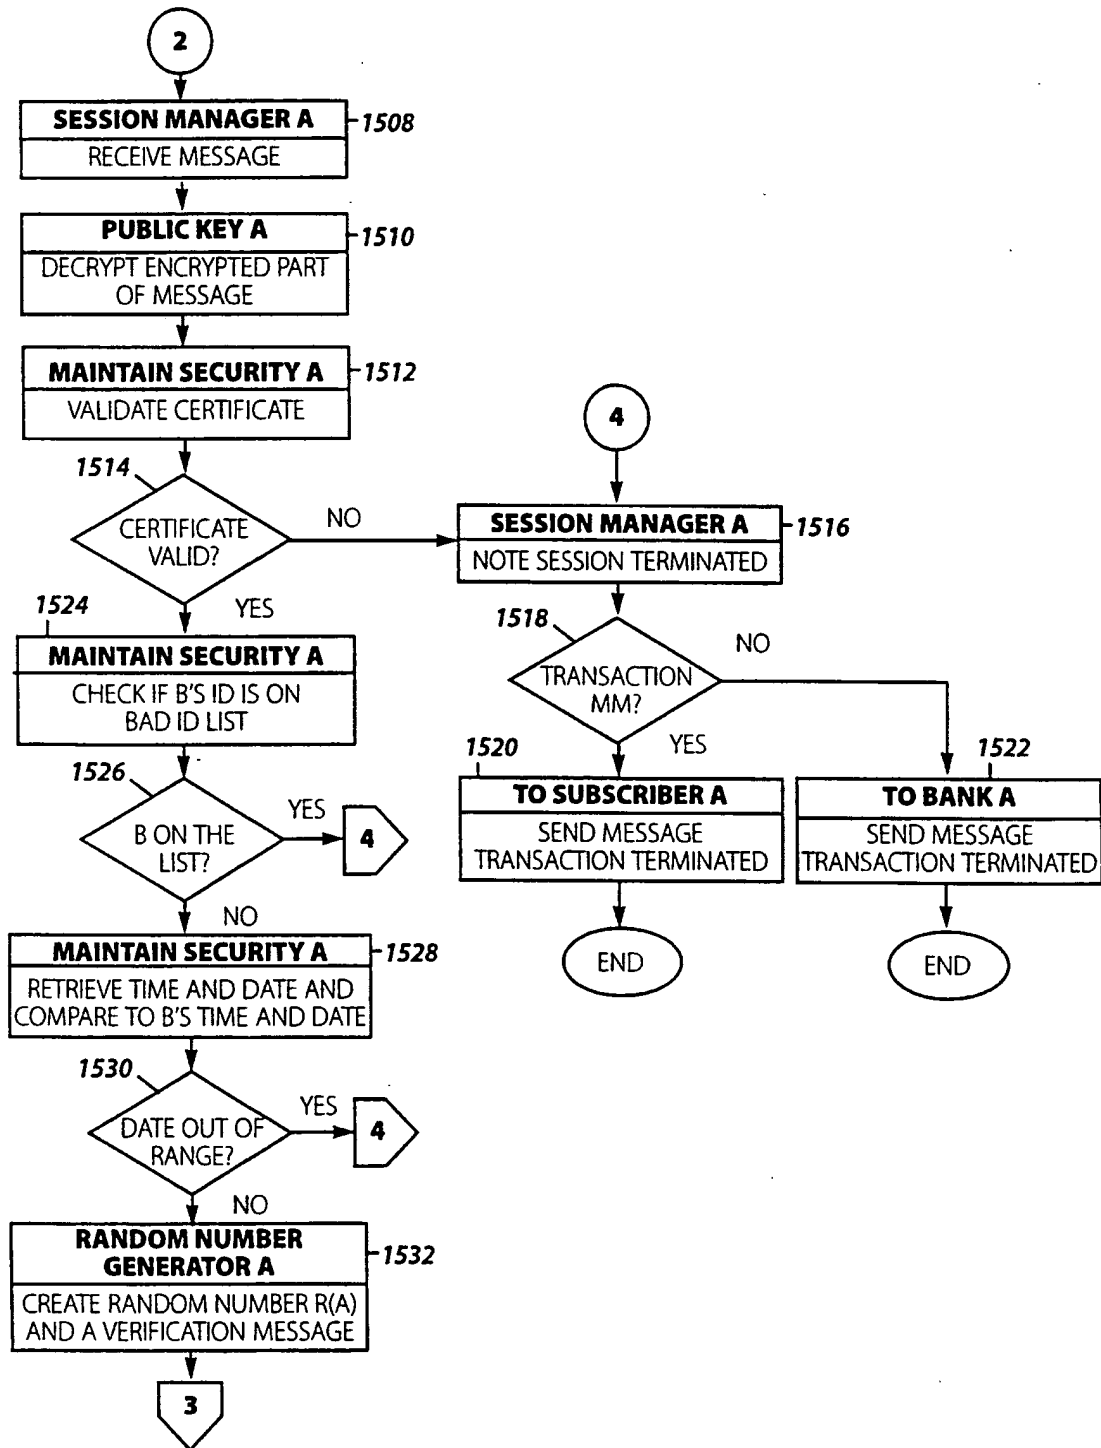 2
SESSION MANAGER A
1508
RECEIVE MESSAGE
PUBLIC KEY A
1510
DECRYPT ENCRYPTED PART
OF MESSAGE
MAINTAIN SECURITY A
1512
VALIDATE CERTIFICATE
1514
CERTIFICATE
VALID?
NO
YES
4
SESSION MANAGER A
1516
NOTE SESSION TERMINATED
1518
TRANSACTION
MM?
NO
YES
1520
TO SUBSCRIBER A
SEND MESSAGE
TRANSACTION TERMINATED
END
1522
TO BANK A
SEND MESSAGE
TRANSACTION TERMINATED
END
1524
MAINTAIN SECURITY A
CHECK IF B'S ID IS ON
BAD ID LIST
1526
B ON THE
LIST?
YES
4
NO
MAINTAIN SECURITY A
1528
RETRIEVE TIME AND DATE AND
COMPARE TO B'S TIME AND DATE
1530
DATE OUT OF
RANGE?
YES
4
NO
RANDOM NUMBER
GENERATOR A
1532
CREATE RANDOM NUMBER R(A)
AND A VERIFICATION MESSAGE
3